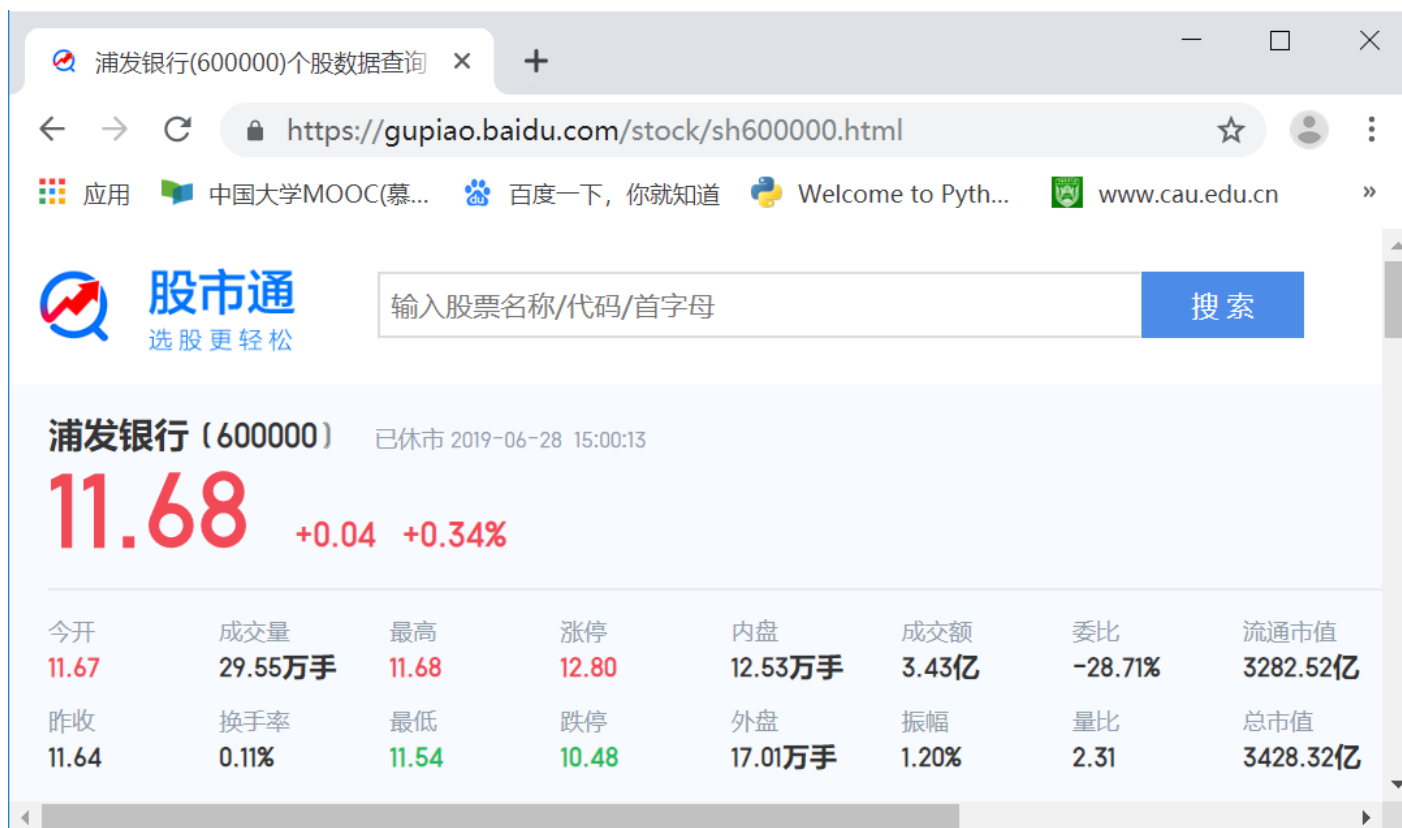 浦发银行(600000)个股数据查询
https://gupiao.baidu.com/stock/sh600000.html
应用 中国大学MOOC(慕... 百度一下，你就知道 Welcome to Pyth... www.cau.edu.cn »
股市通
选股更轻松
输入股票名称/代码/首字母 搜索
浦发银行 (600000) 已休市 2019-06-28 15:00:13
11.68 +0.04 +0.34%
今开 成交量 最高 涨停 内盘 成交额 委比 流通市值
11.67 29.55万手 11.68 12.80 12.53万手 3.43亿 -28.71% 3282.52亿
昨收 换手率 最低 跌停 外盘 振幅 量比 总市值
11.64 0.11% 11.54 10.48 17.01万手 1.20% 2.31 3428.32亿